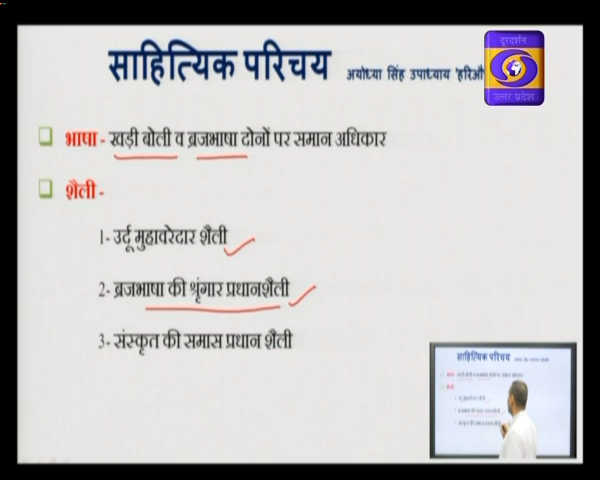 साहित्यिक परिचय अयोध्या सिंह उपाध्याय 'हरिऔ
दूरदर्शन
उत्तर प्रदेश
भाषा - खड़ी बोली व ब्रजभाषा दोनों पर समान अधिकार
शैली -
1- उर्दू मुहावरेदार शैली
2- ब्रजभाषा की श्रृंगार प्रधानशैली
3- संस्कृत की समास प्रधान शैली
साहित्यिक परिचय